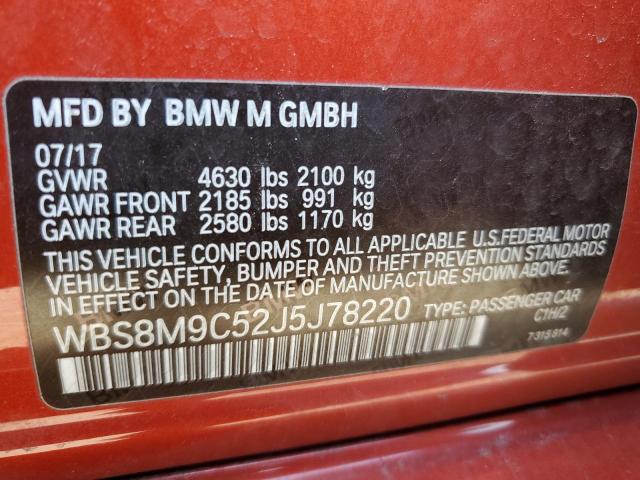 MFD BY BMW M GMBH
07/17
GVWR 4630 lbs 2100 kg
GAWR FRONT 2185 lbs 991 kg
GAWR REAR 2580 lbs 1170 kg
THIS VEHICLE CONFORMS TO ALL APPLICABLE U.S.FEDERAL MOTOR
VEHICLE SAFETY, BUMPER AND THEFT PREVENTION STANDARDS
IN EFFECT ON THE DATE OF MANUFACTURE SHOWN ABOVE.
WBS8M9C52J5J78220 TYPE: PASSENGER CAR
C1H/2
7315814